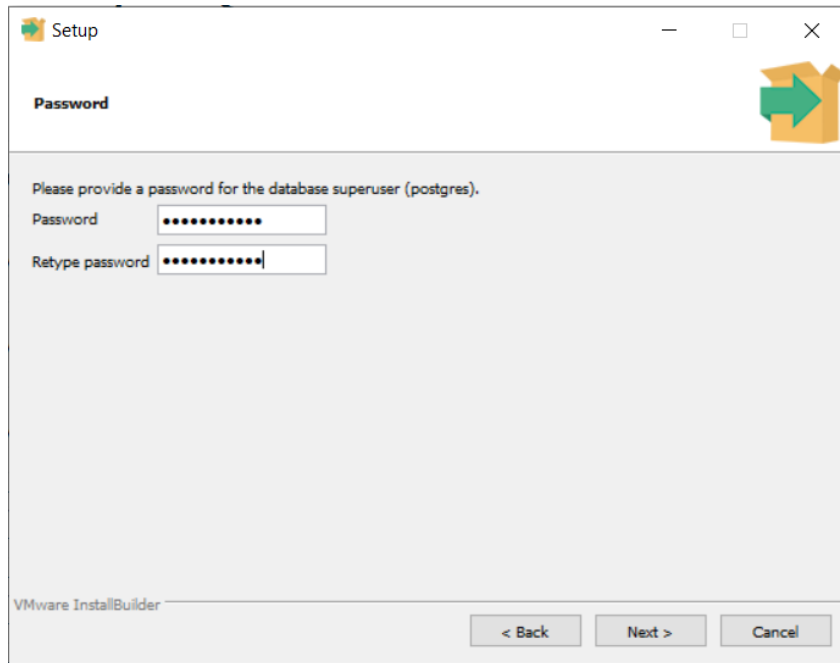 Setup
Password
Please provide a password for the database superuser (postgres).
Password •••••••••••
Retype password •••••••••••
VMware InstallBuilder
< Back Next > Cancel